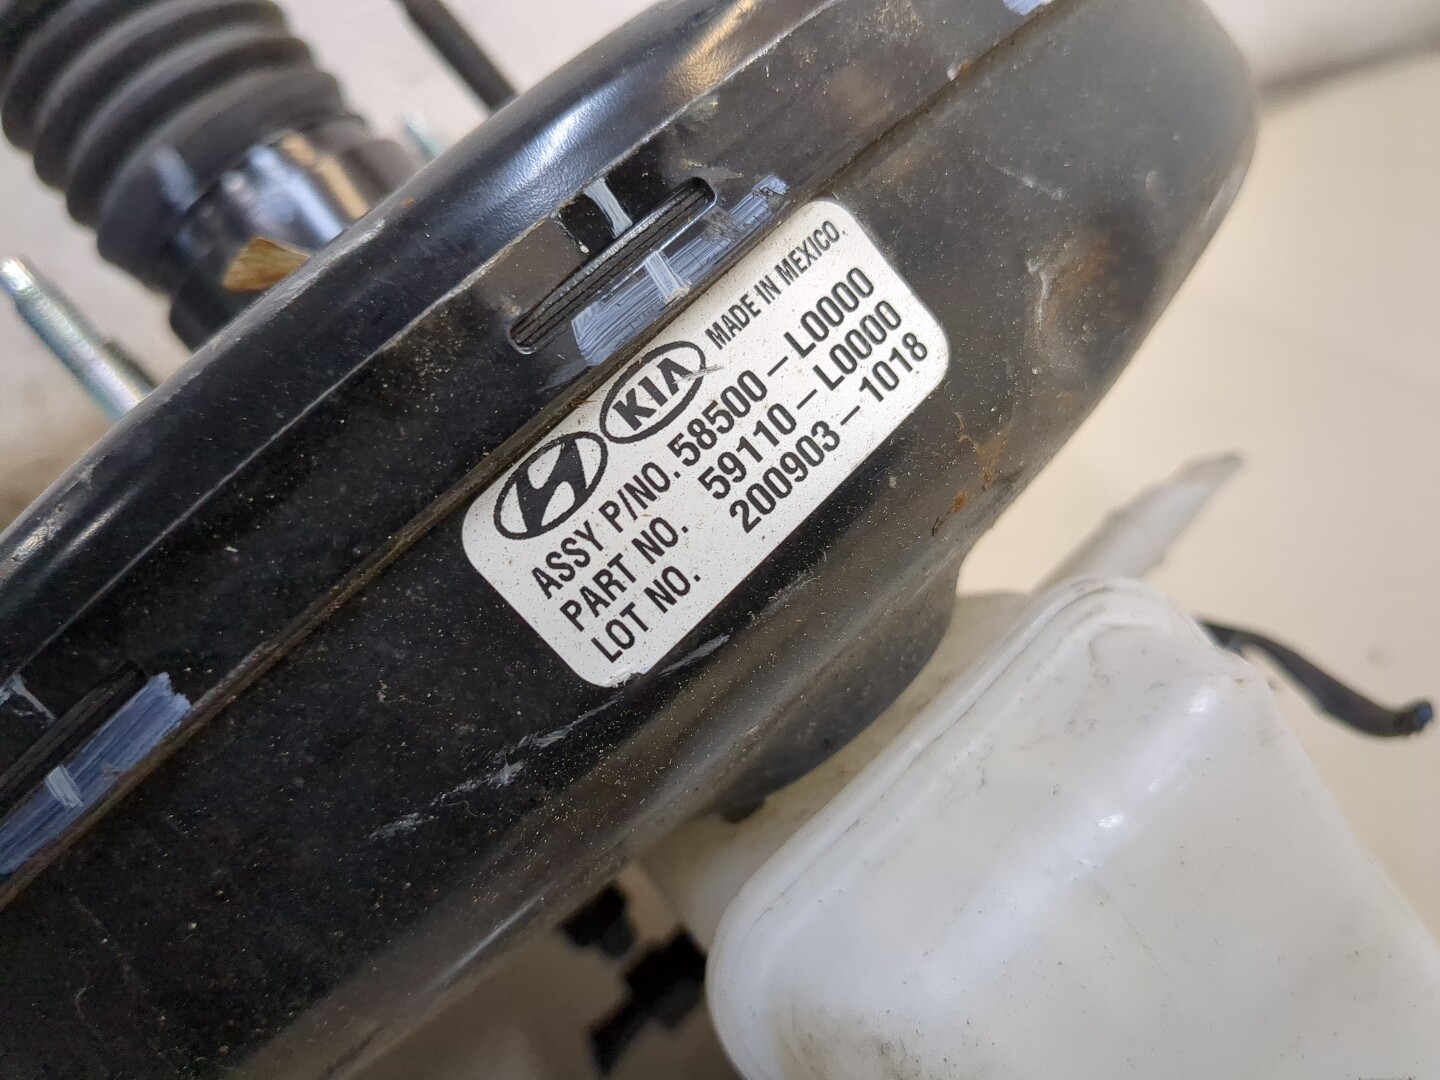 KIA MADE IN MEXICO.
ASSY P/NO. 58500-L0000
PART NO. 59110-L0000
LOT NO. 200903-1018